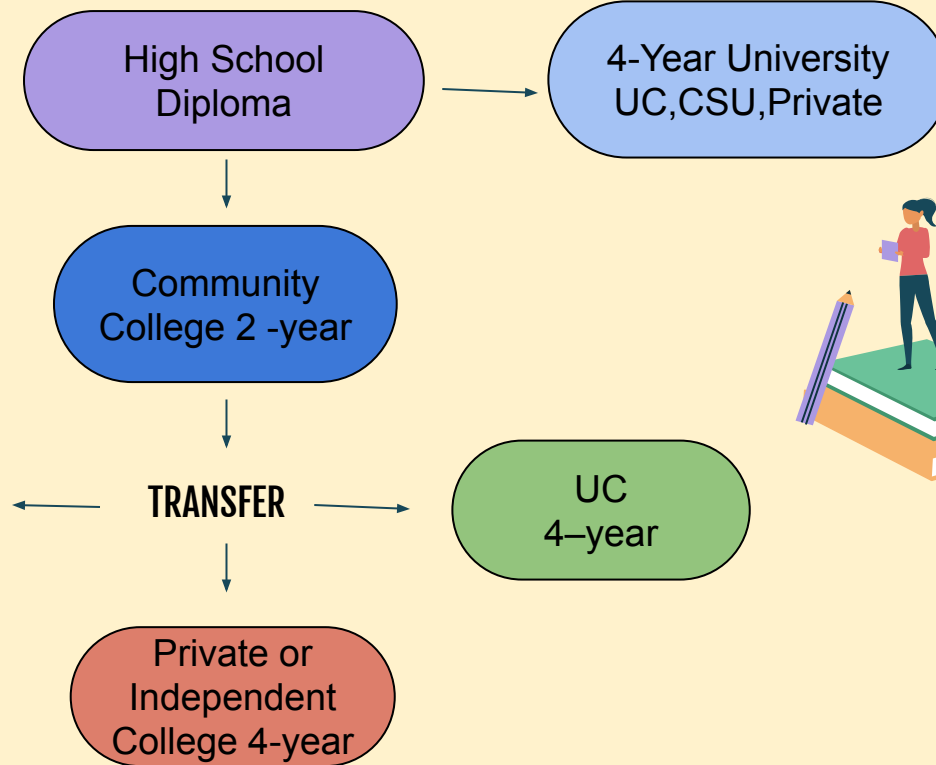 High School
Diploma
4-Year University
UC,CSU,Private
Community
College 2 -year
TRANSFER
UC
4–year
Private or
Independent
College 4-year